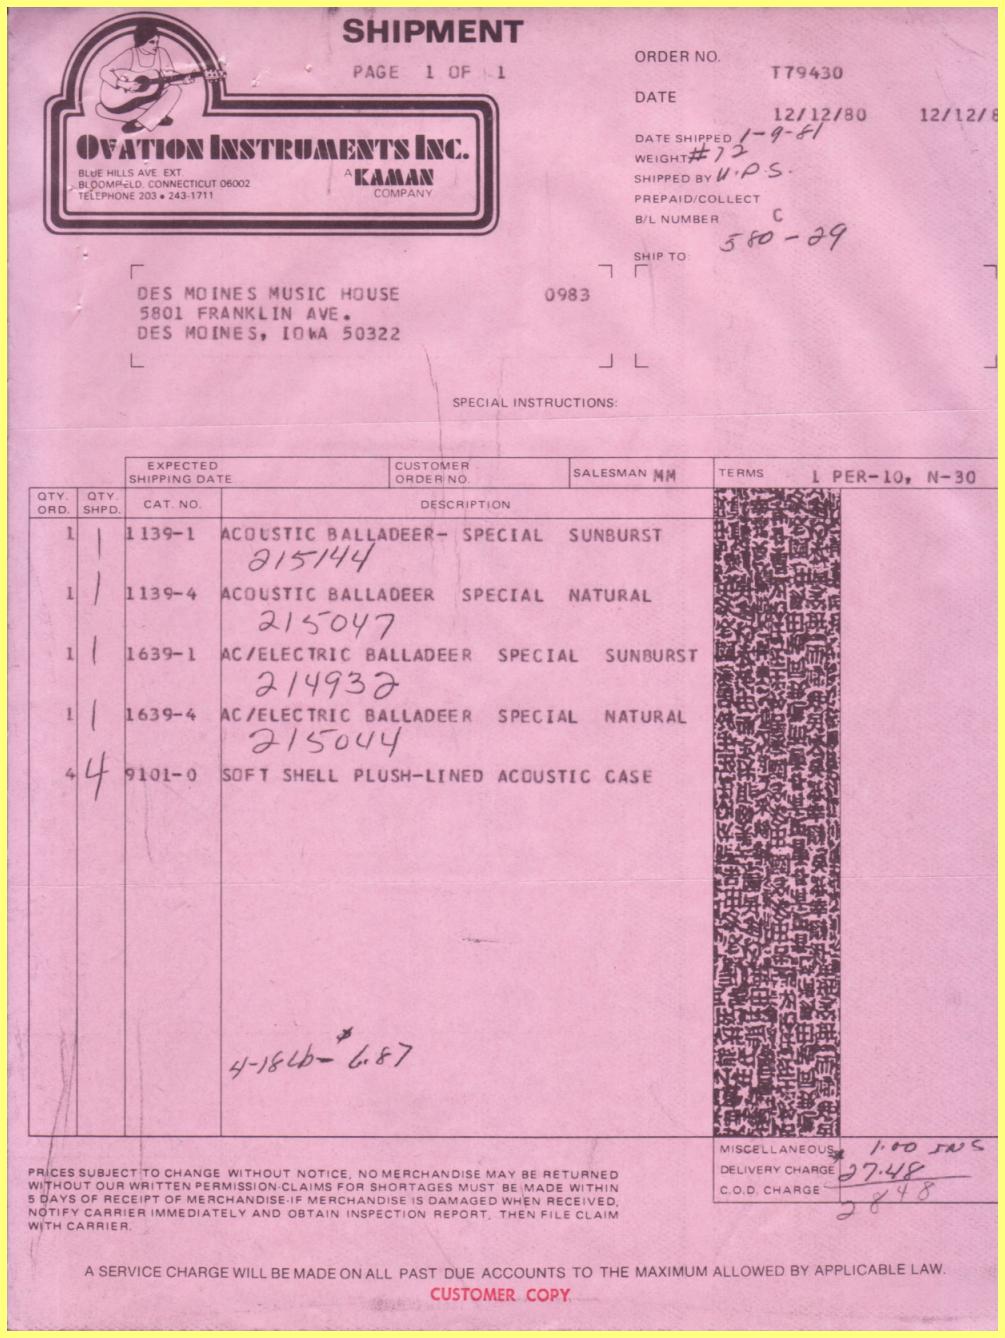 SHIPMENT
PAGE 1 OF 1
OVATION INSTRUMENTS INC.
BLUE HILLS AVE. EXT.
BLOOMFIELD, CONNECTICUT 06002
TELEPHONE 203 • 243-1711
A KAMAN COMPANY
ORDER NO.
T79430
DATE
12/12/80 12/12/8
DATE SHIPPED 1-9-81
WEIGHT #72
SHIPPED BY U.P.S.
PREPAID/COLLECT
B/L NUMBER C
580-29
SHIP TO:
DES MOINES MUSIC HOUSE 0983
5801 FRANKLIN AVE.
DES MOINES, IOWA 50322
SPECIAL INSTRUCTIONS:
EXPECTED SHIPPING DATE CUSTOMER ORDER NO. SALESMAN MM TERMS 1 PER-10, N-30
QTY. ORD. QTY. SHPD. CAT. NO. DESCRIPTION
1 1 1139-1 ACOUSTIC BALLADEER- SPECIAL SUNBURST
215144
1 1 1139-4 ACOUSTIC BALLADEER SPECIAL NATURAL
215047
1 1 1639-1 AC/ELECTRIC BALLADEER SPECIAL SUNBURST
214932
1 1 1639-4 AC/ELECTRIC BALLADEER SPECIAL NATURAL
215044
4 4 9101-0 SOFT SHELL PLUSH-LINED ACOUSTIC CASE
4-18 Lb- $6.87
MISCELLANEOUS 1.00 INS
DELIVERY CHARGE $27.48
C.O.D. CHARGE 2848
PRICES SUBJECT TO CHANGE WITHOUT NOTICE, NO MERCHANDISE MAY BE RETURNED
WITHOUT OUR WRITTEN PERMISSION-CLAIMS FOR SHORTAGES MUST BE MADE WITHIN
5 DAYS OF RECEIPT OF MERCHANDISE-IF MERCHANDISE IS DAMAGED WHEN RECEIVED,
NOTIFY CARRIER IMMEDIATELY AND OBTAIN INSPECTION REPORT, THEN FILE CLAIM
WITH CARRIER.
A SERVICE CHARGE WILL BE MADE ON ALL PAST DUE ACCOUNTS TO THE MAXIMUM ALLOWED BY APPLICABLE LAW.
CUSTOMER COPY